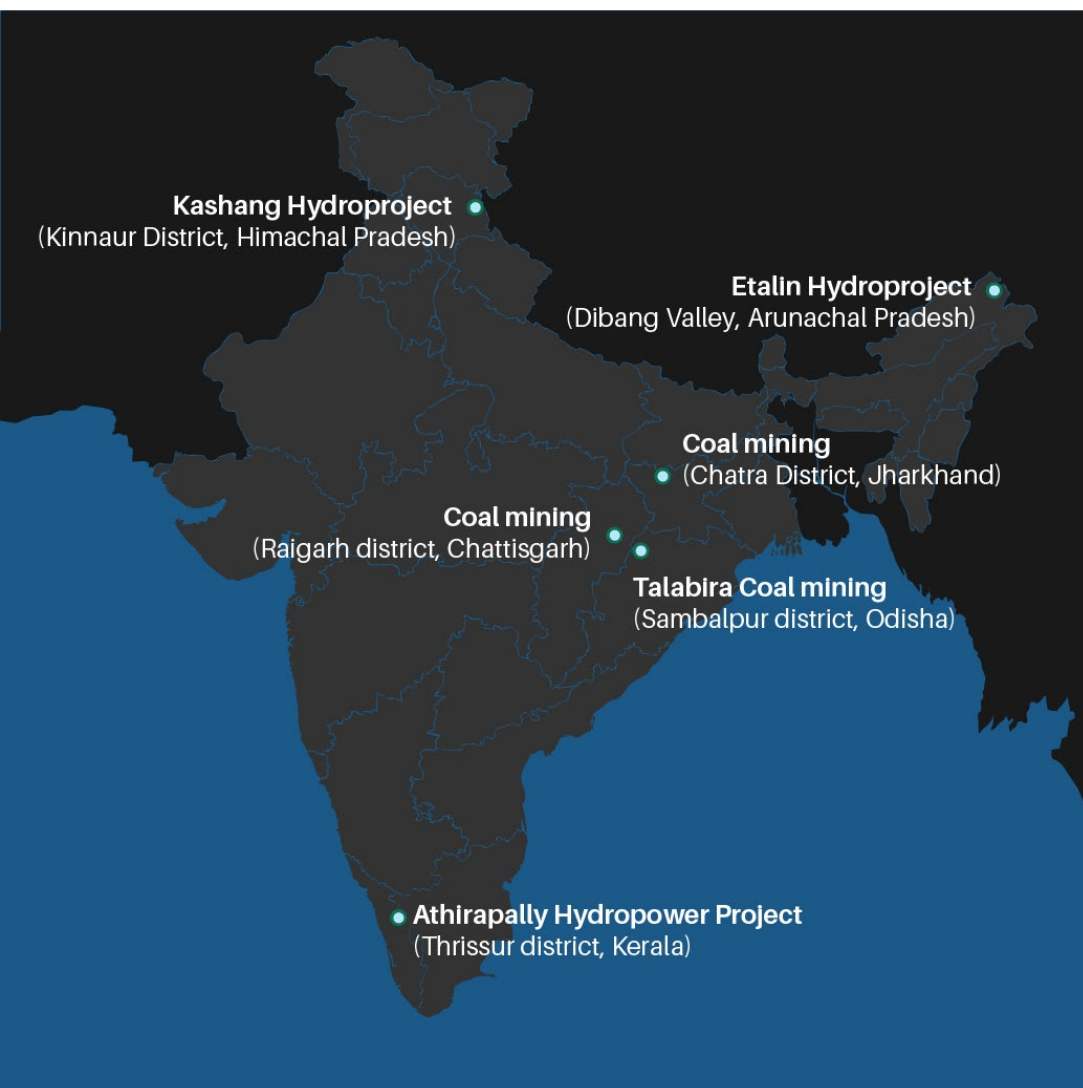 Kashang Hydroproject
(Kinnaur District, Himachal Pradesh)
Etalin Hydroproject
(Dibang Valley, Arunachal Pradesh)
Coal mining
(Chatra District, Jharkhand)
Coal mining
(Raigarh district, Chattisgarh)
Talabira Coal mining
(Sambalpur district, Odisha)
Athirapally Hydropower Project
(Thrissur district, Kerala)